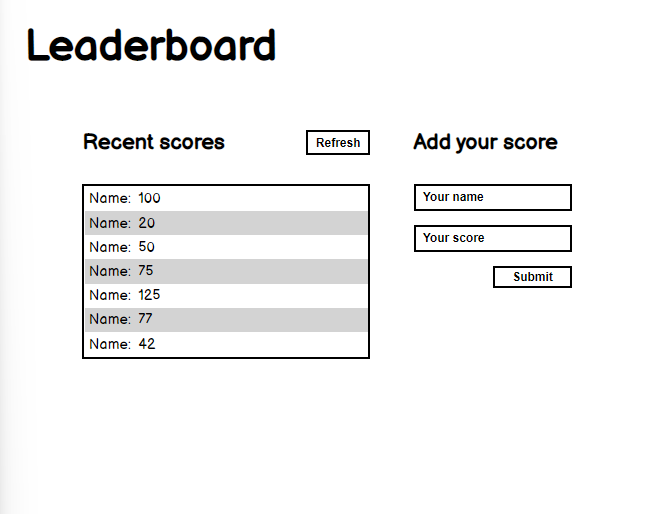 Leaderboard
Recent scores
Refresh
Name: 100
Name: 20
Name: 50
Name: 75
Name: 125
Name: 77
Name: 42
Add your score
Your name
Your score
Submit